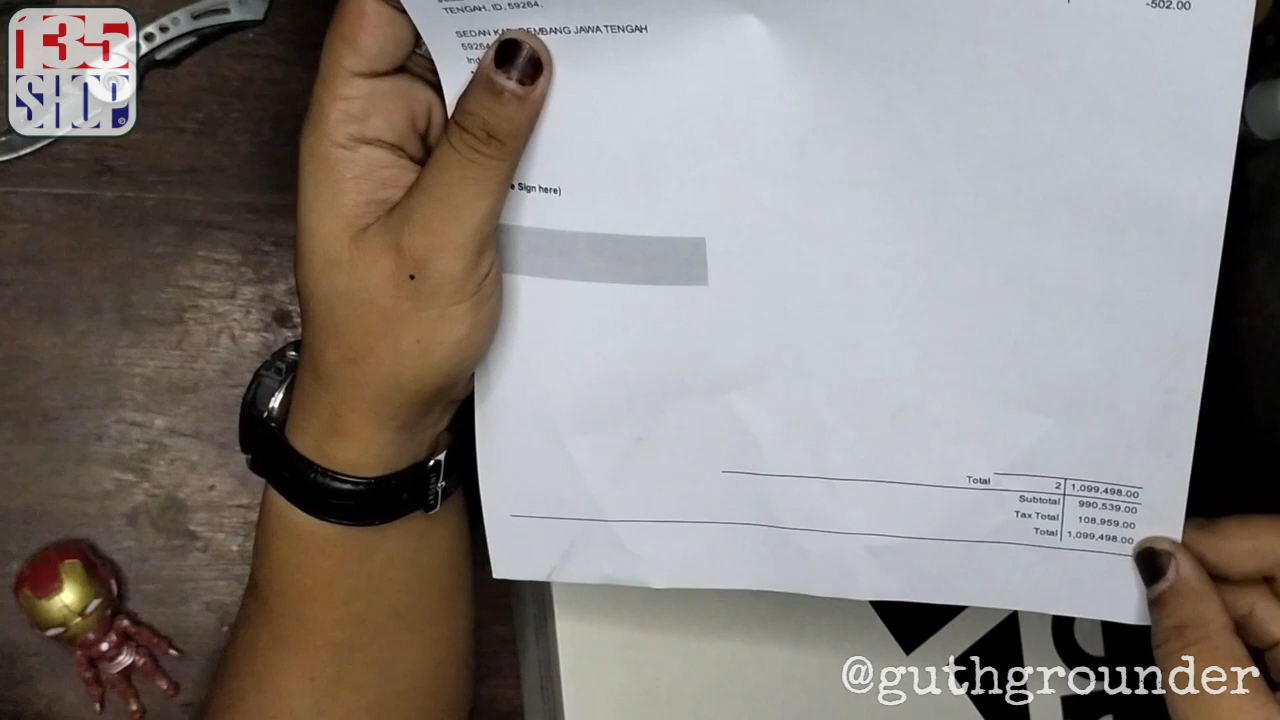 135
SHOP
TENGAH, ID, 59264.
-502.00
SEDAN KAB REMBANG JAWA TENGAH
59264
Sign here)
Total 2 1,099,498.00
Subtotal 990,539.00
Tax Total 108,959.00
Total 1,099,498.00
@guthgrounder